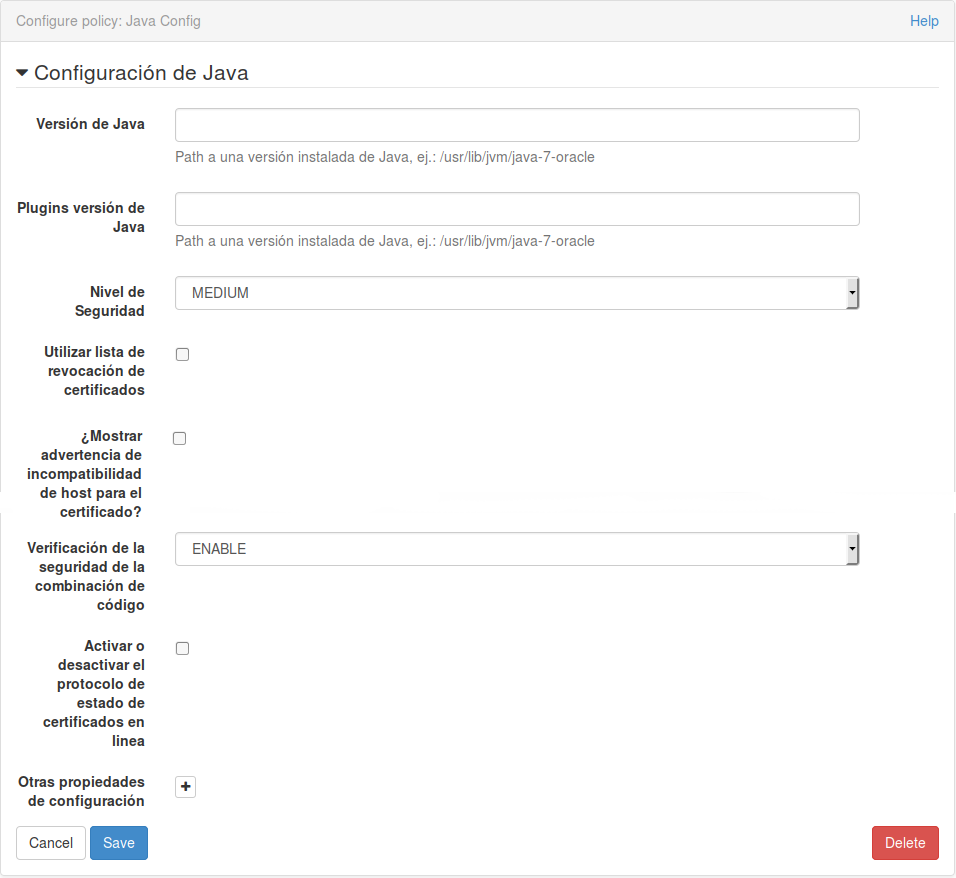 Configure policy: Java Config
Help
Configuración de Java
Versión de Java
Path a una versión instalada de Java, ej.: /usr/lib/jvm/java-7-oracle
Plugins versión de
Java
Path a una versión instalada de Java, ej.: /usr/lib/jvm/java-7-oracle
Nivel de
Seguridad
MEDIUM
Utilizar lista de
revocación de
certificados
¿Mostrar
advertencia de
incompatibilidad
de host para el
certificado?
Verificación de la
seguridad de la
combinación de
código
ENABLE
Activar o
desactivar el
protocolo de
estado de
certificados en
linea
Otras propiedades
de configuración
Cancel
Save
Delete